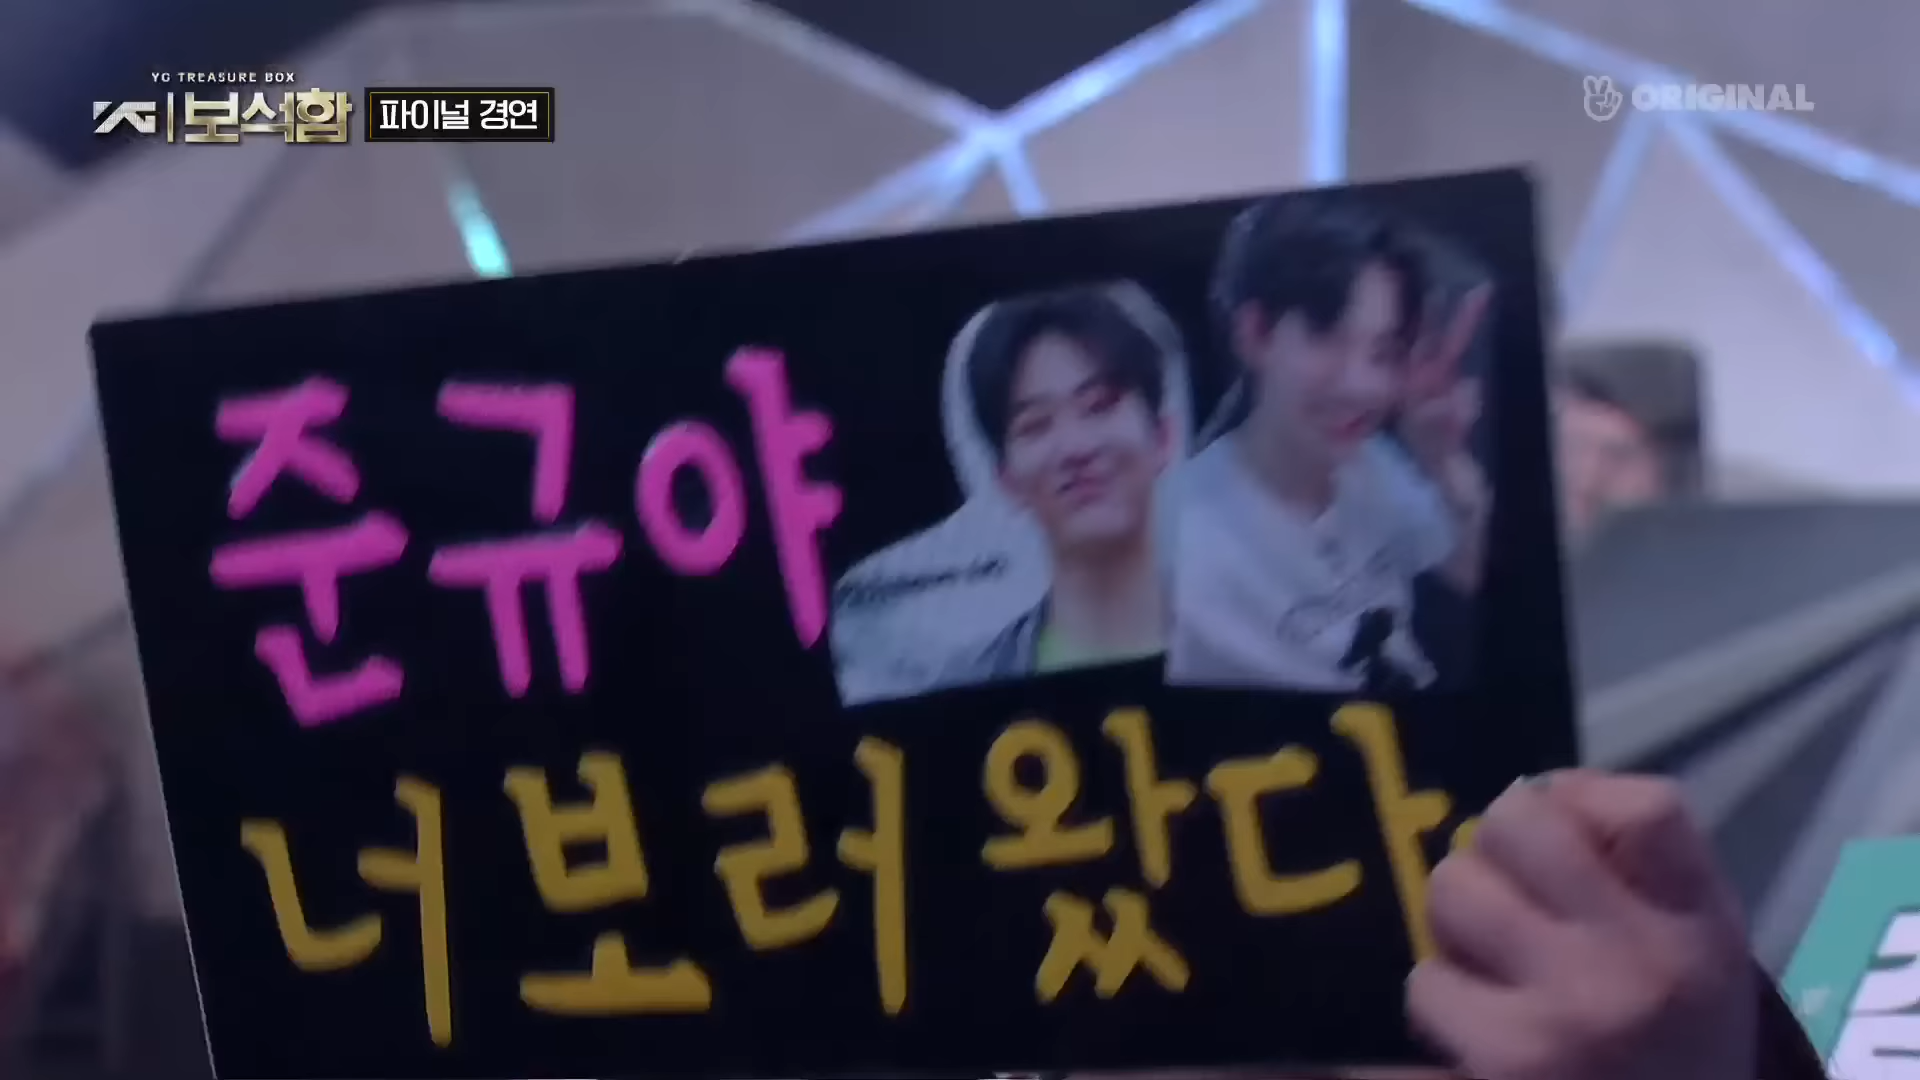 YG TREASURE BOX
YG 보석함 파이널 경연
ORIGINAL
준규야
너 보러 왔다